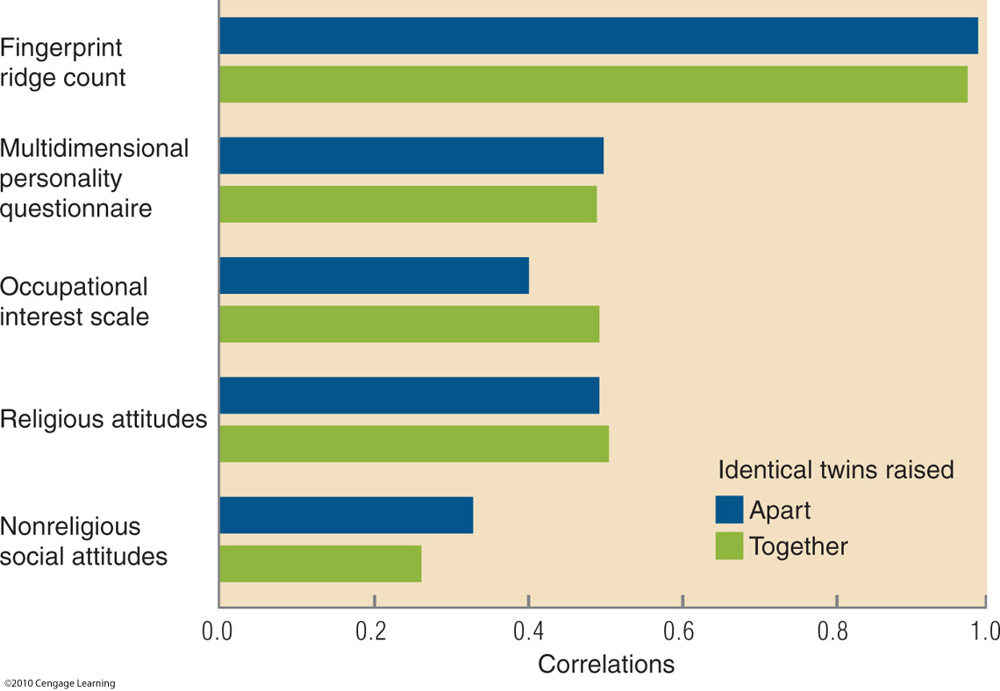 Fingerprint
ridge count
Multidimensional
personality
questionnaire
Occupational
interest scale
Religious attitudes
Nonreligious
social attitudes
Identical twins raised
Apart
Together
0.0 0.2 0.4 0.6 0.8 1.0
Correlations
©2010 Cengage Learning